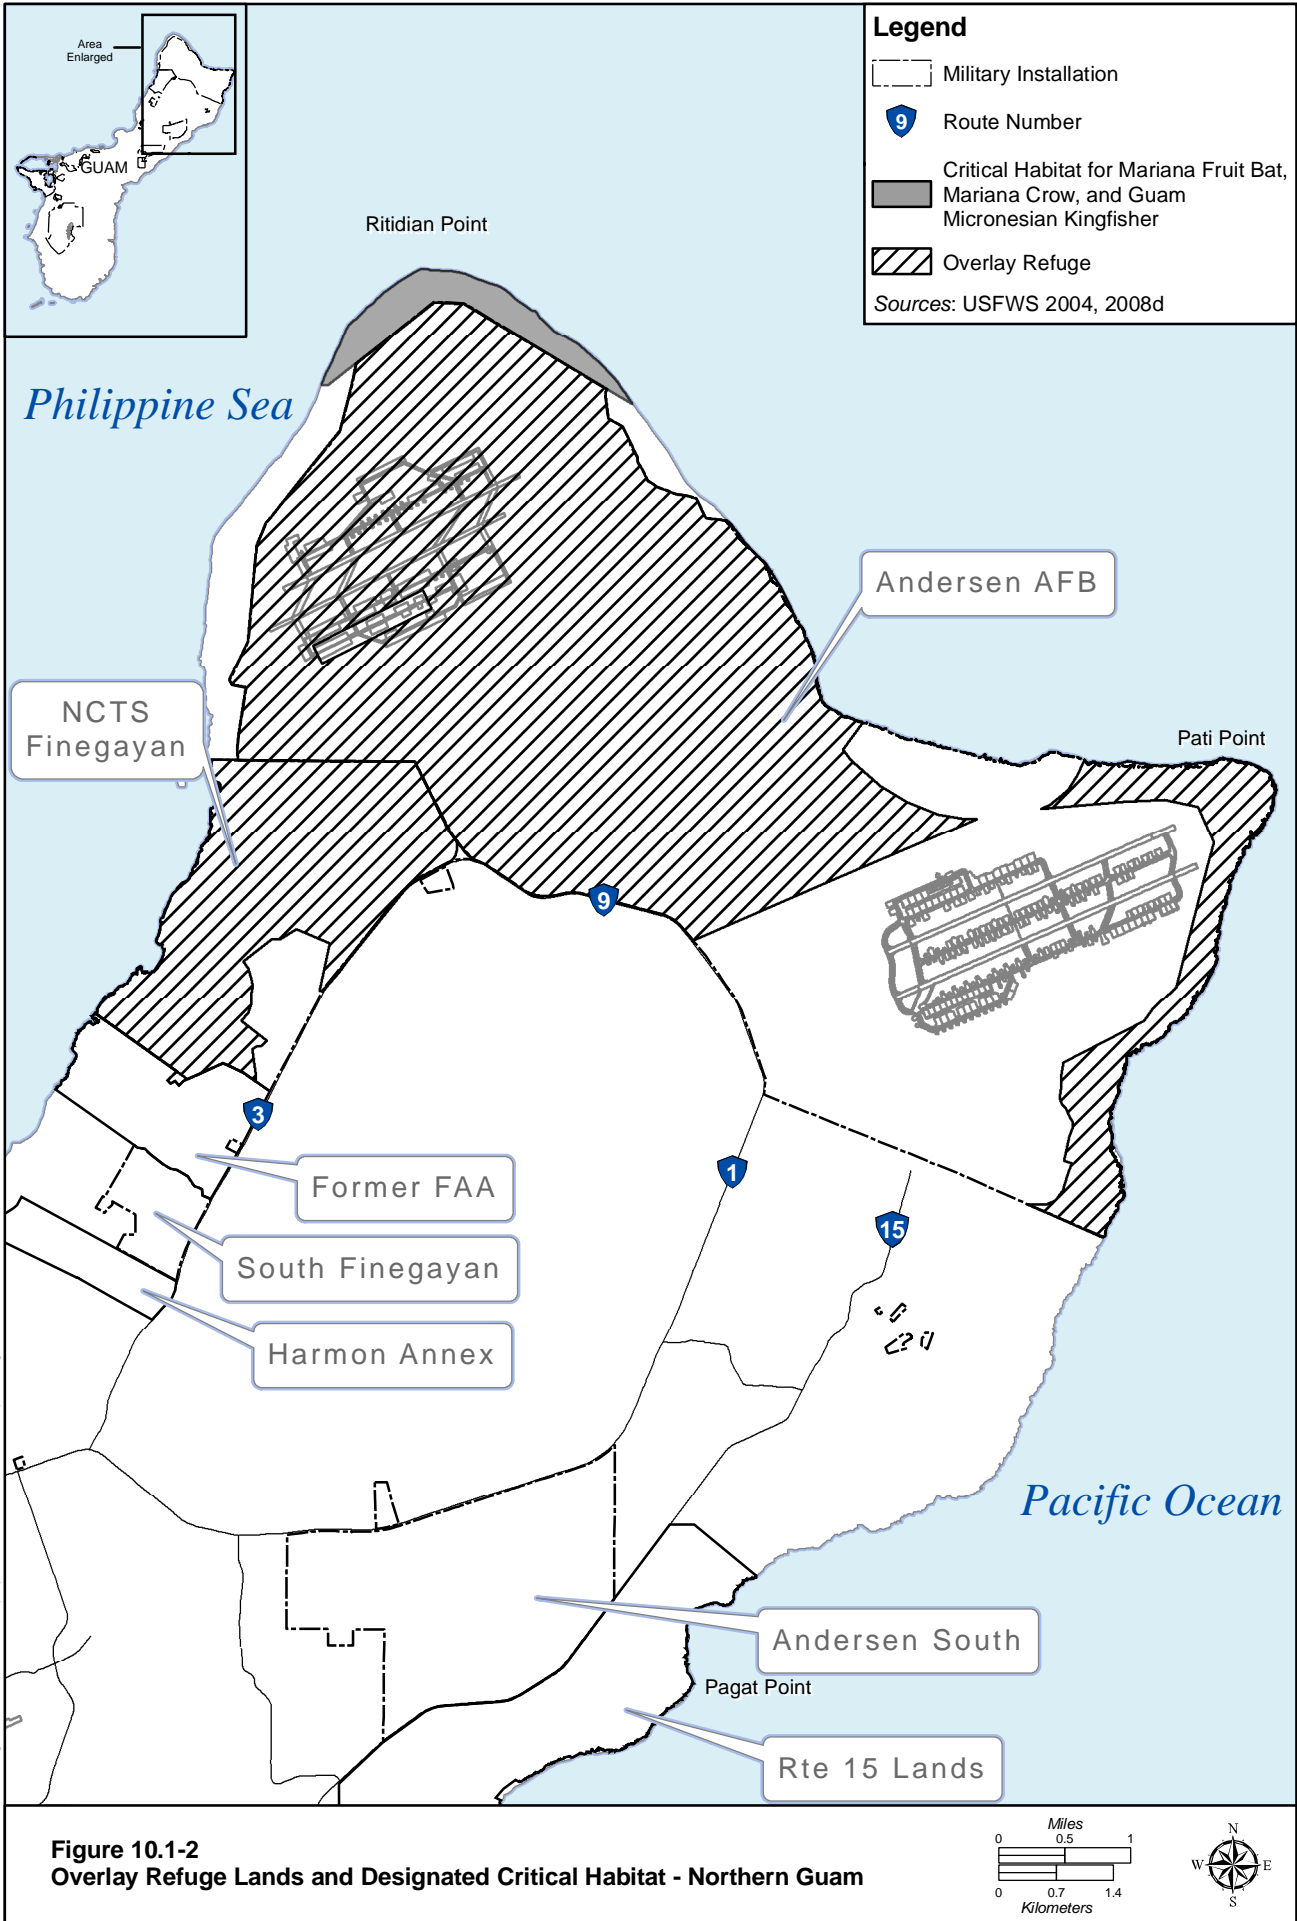 Area
Enlarged
GUAM
Legend
Military Installation
9
Route Number
Critical Habitat for Mariana Fruit Bat,
Mariana Crow, and Guam
Micronesian Kingfisher
Overlay Refuge
Sources: USFWS 2004, 2008d
Ritidian Point
Philippine Sea
Andersen AFB
NCTS
Finegayan
Pati Point
9
3
1
Former FAA
15
South Finegayan
Harmon Annex
Pacific Ocean
Andersen South
Pagat Point
Rte 15 Lands
Figure 10.1-2
Overlay Refuge Lands and Designated Critical Habitat - Northern Guam
Miles
0 0.5 1
0 0.7 1.4
Kilometers
N
W E
S